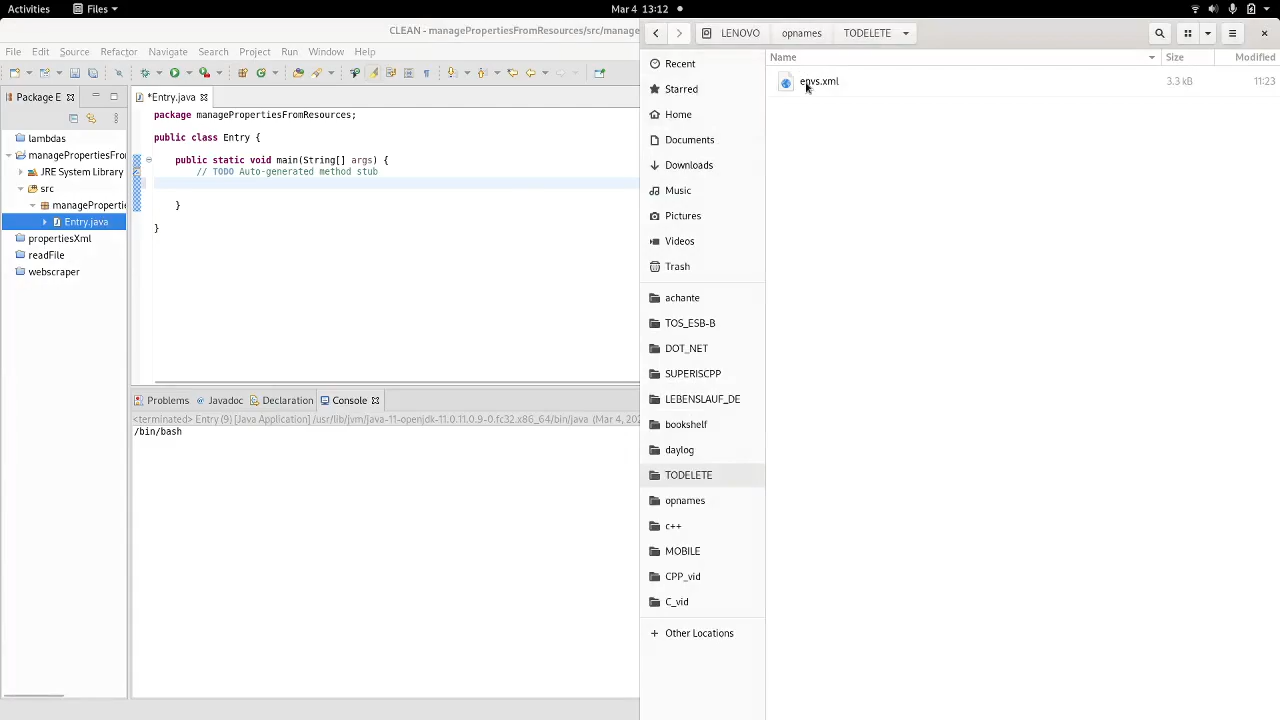 Activities
Files
Mar 4 13:12
CLEAN - managePropertiesFromResources/src/manage
File Edit Source Refactor Navigate Search Project Run Window Help
Package E
lambdas
managePropertiesFro
JRE System Library
src
manageProperti
Entry.java
propertiesXml
readFile
webscraper
*Entry.java
package managePropertiesFromResources;
public class Entry {
public static void main(String[] args) {
// TODO Auto-generated method stub
}
}
Problems Javadoc Declaration Console
<terminated> Entry (9) [Java Application] /usr/lib/jvm/java-11-openjdk-11.0.11.0.9-0.fc32.x86_64/bin/java (Mar 4, 202
/bin/bash
LENOVO opnames TODELETE
Recent
Starred
Home
Documents
Downloads
Music
Pictures
Videos
Trash
achante
TOS_ESB-B
DOT_NET
SUPERISCPP
LEBENSLAUF_DE
bookshelf
daylog
TODELETE
opnames
c++
MOBILE
CPP_vid
C_vid
Other Locations
Name Size Modified
envs.xml 3.3 kB 11:23